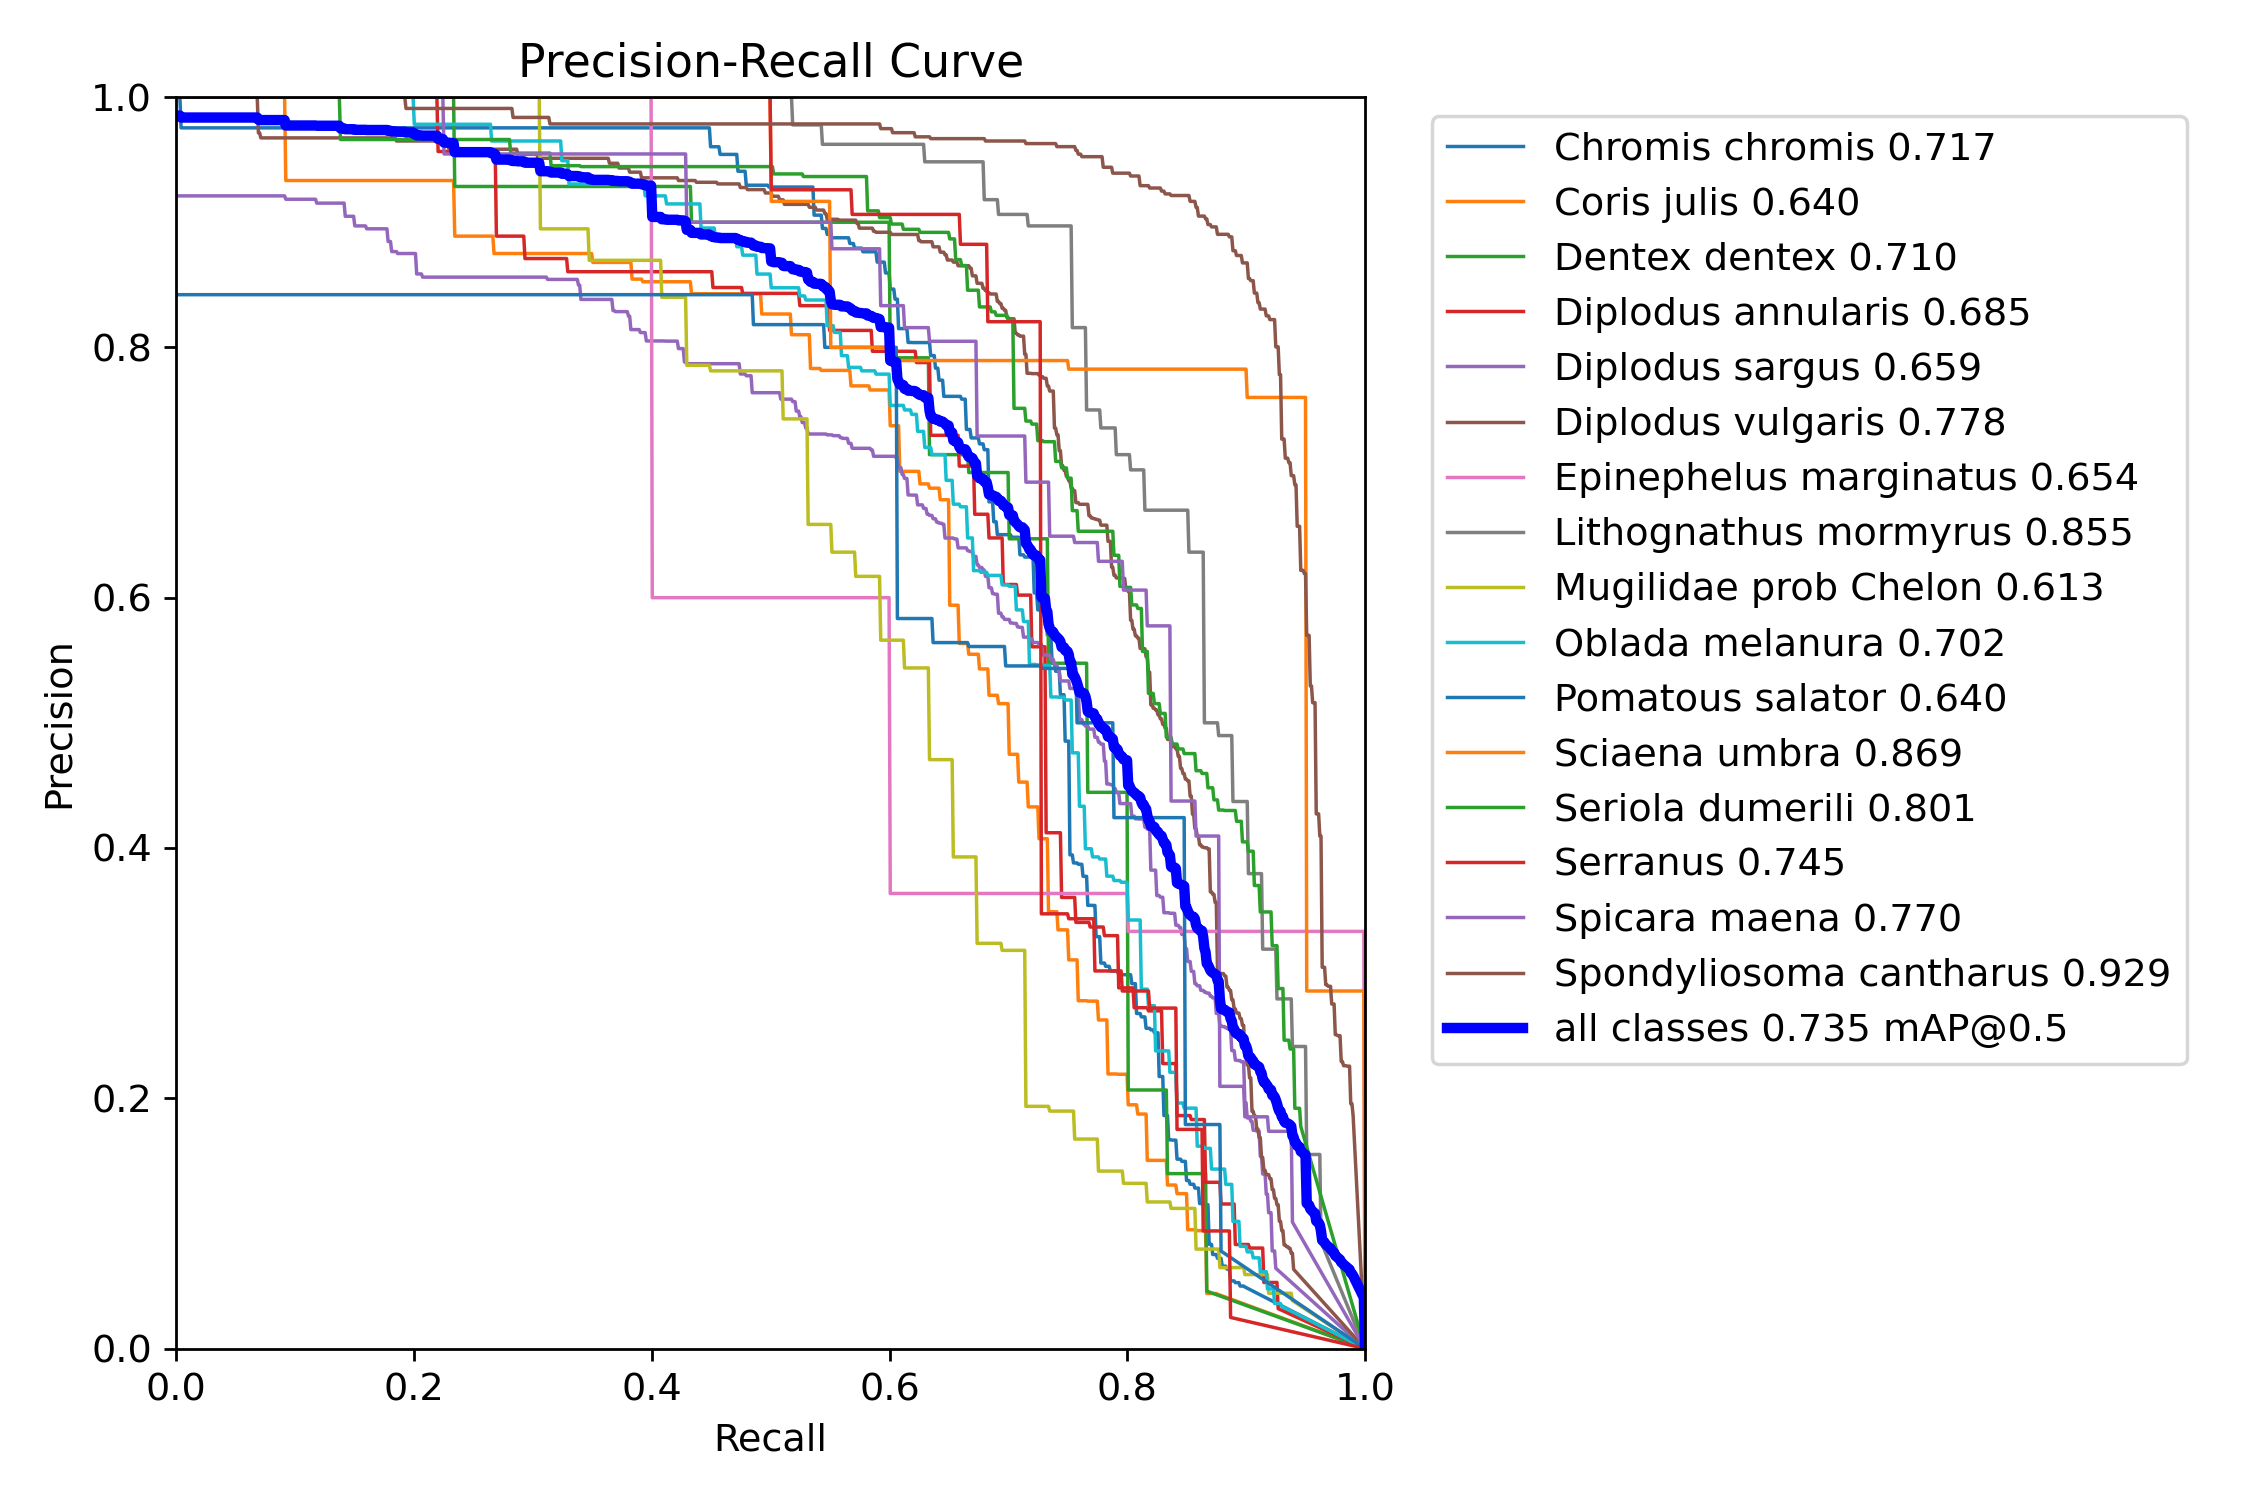 Precision-Recall Curve
1.0
0.8
0.6
0.4
0.2
0.0
Precision
0.0 0.2 0.4 0.6 0.8 1.0
Recall
Chromis chromis 0.717
Coris julis 0.640
Dentex dentex 0.710
Diplodus annularis 0.685
Diplodus sargus 0.659
Diplodus vulgaris 0.778
Epinephelus marginatus 0.654
Lithognathus mormyrus 0.855
Mugilidae prob Chelon 0.613
Oblada melanura 0.702
Pomatous salator 0.640
Sciaena umbra 0.869
Seriola dumerili 0.801
Serranus 0.745
Spicara maena 0.770
Spondyliosoma cantharus 0.929
all classes 0.735 mAP@0.5